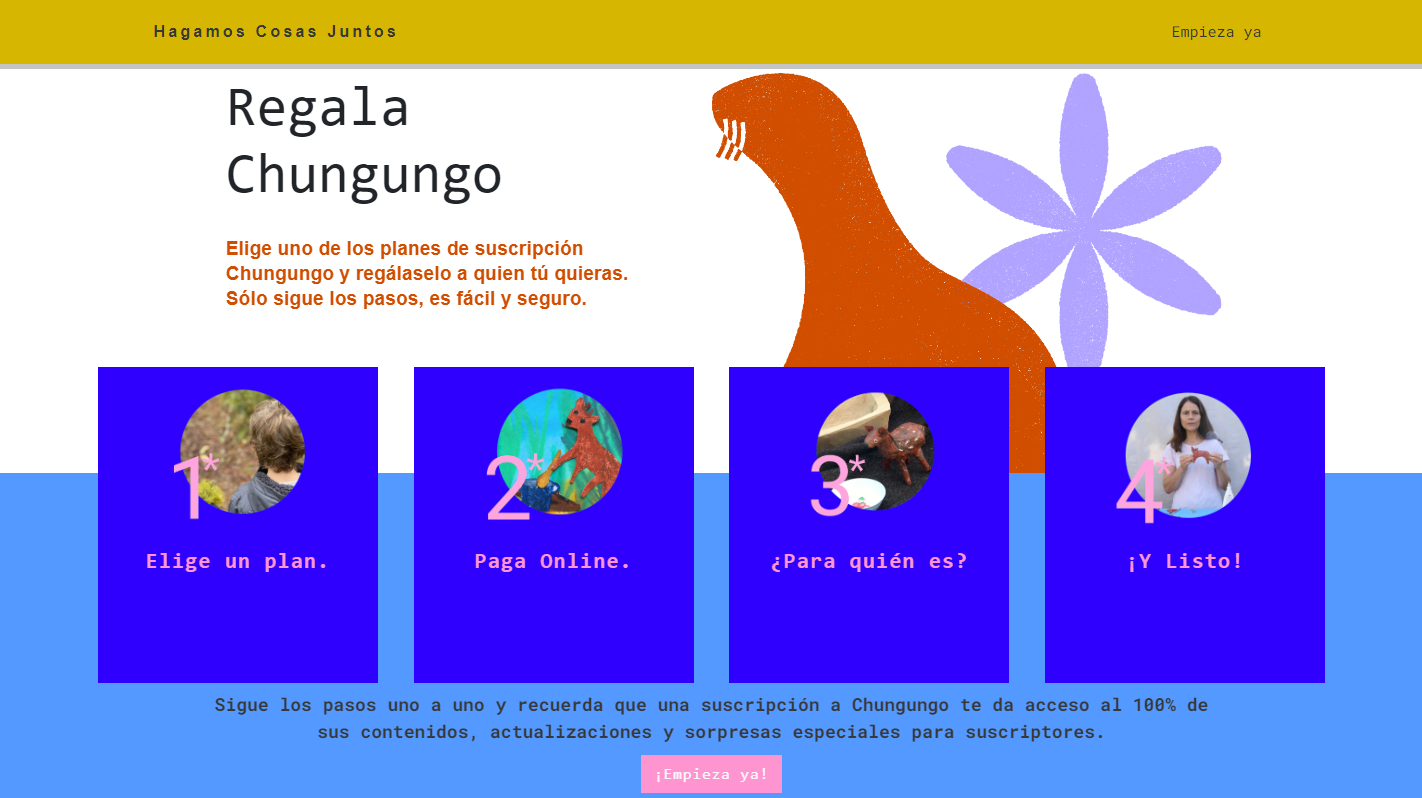 Hagamos Cosas Juntos
Empieza ya
Regala
Chungungo
Elige uno de los planes de suscripción
Chungungo y regálaselo a quien tú quieras.
Sólo sigue los pasos, es fácil y seguro.
1*
Elige un plan.
2*
Paga Online.
3*
¿Para quién es?
4*
¡Y Listo!
Sigue los pasos uno a uno y recuerda que una suscripción a Chungungo te da acceso al 100% de
sus contenidos, actualizaciones y sorpresas especiales para suscriptores.
¡Empieza ya!